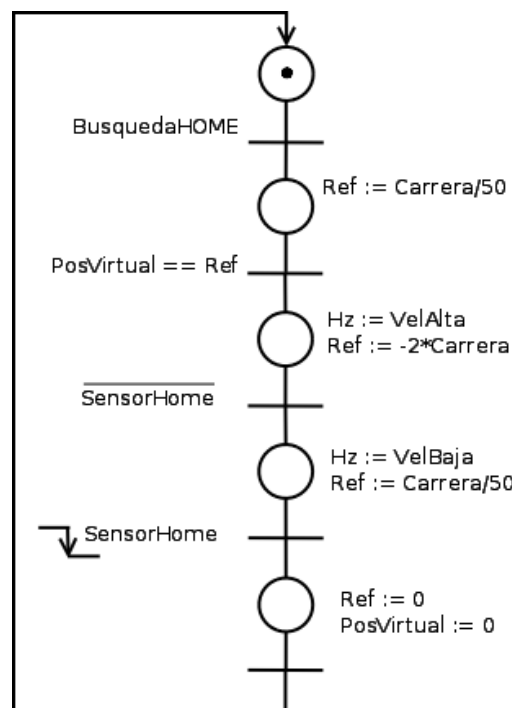 BusquedaHOME
Ref := Carrera/50
PosVirtual == Ref
Hz := VelAlta
Ref := -2*Carrera
SensorHome
Hz := VelBaja
Ref := Carrera/50
SensorHome
Ref := 0
PosVirtual := 0